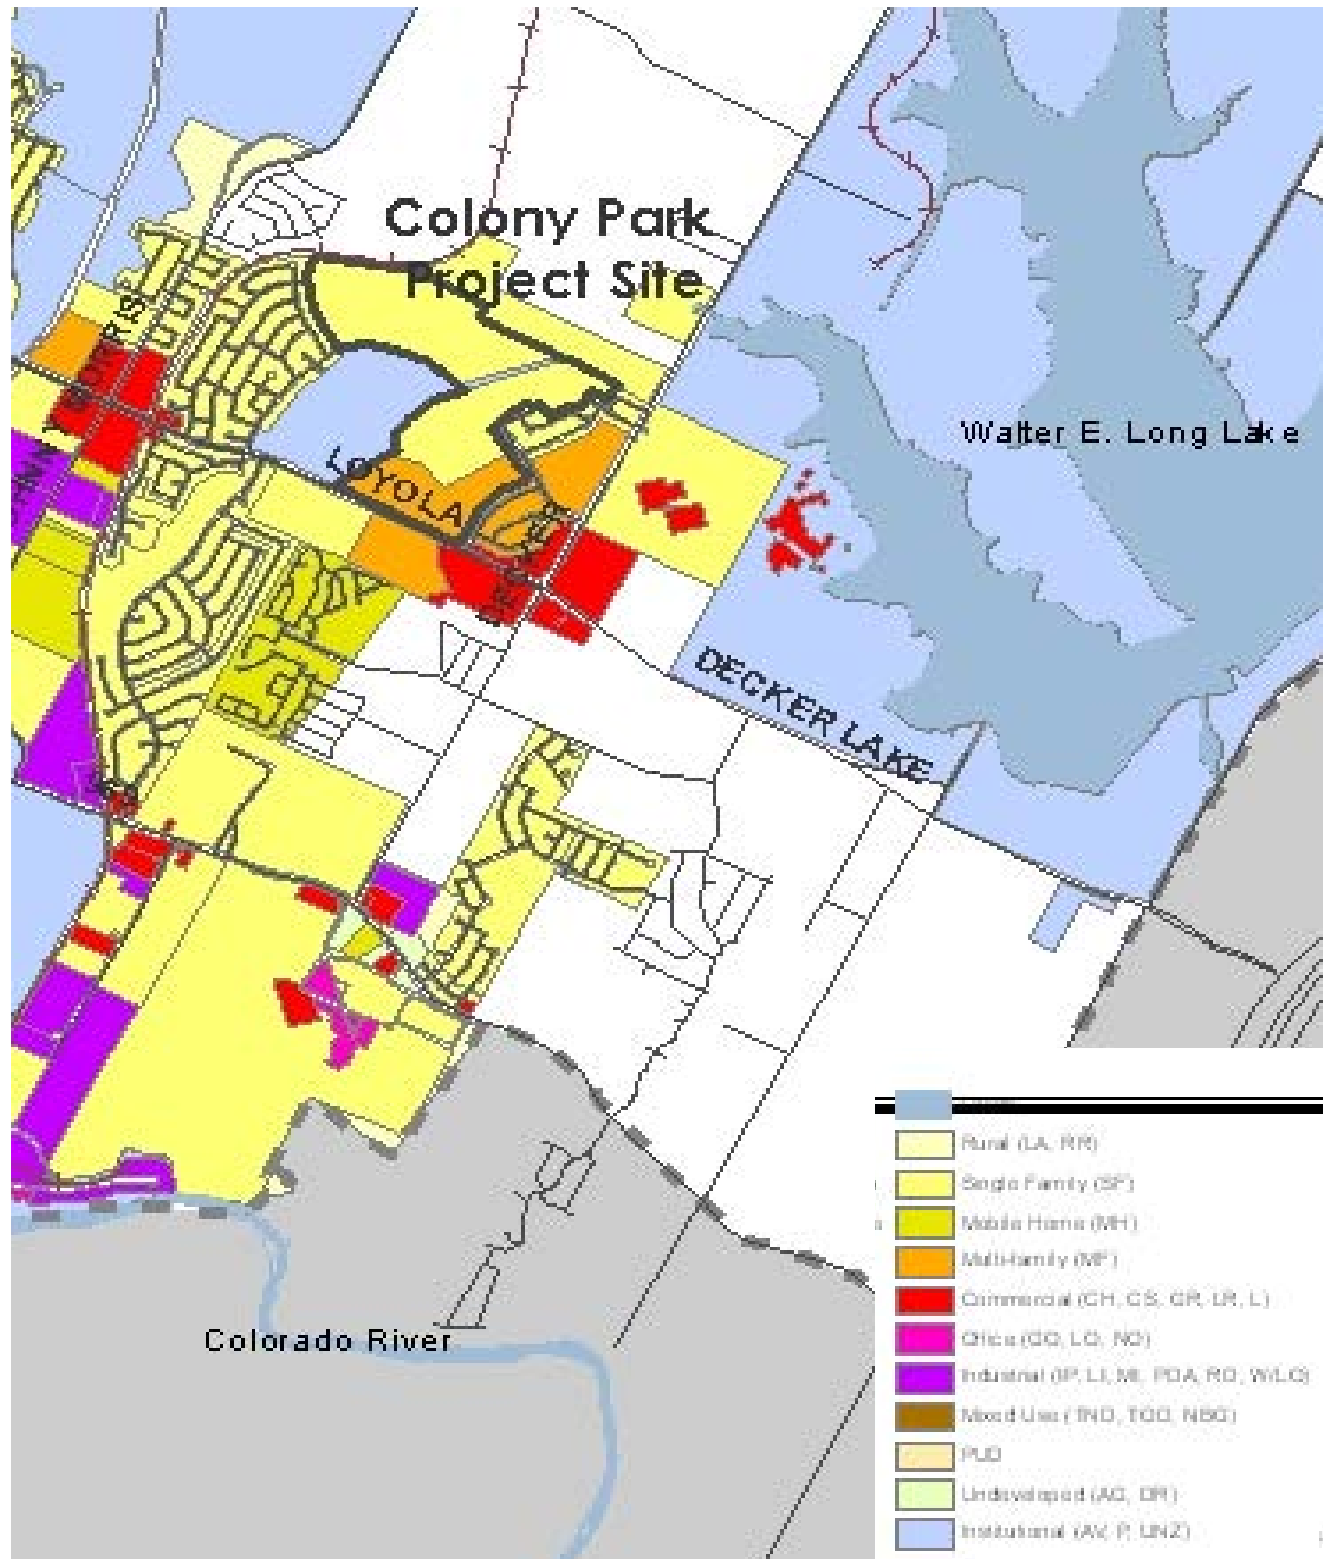 Colony Park
Project Site
Walter E. Long Lake
LOYOLA
DECKER
DECKER LAKE
Colorado River
Rural (LA, RR)
Single Family (SF)
Mobile Home (MH)
Multi-family (MF)
Commercial (CH, CS, GR, LR, L)
Office (GO, LO, NO)
Industrial (IP, LI, MI, PDA, RD, W/LO)
Mixed Use (TND, TOD, NBG)
PUD
Undeveloped (AG, DR)
Institutional (AV, P, UNZ)